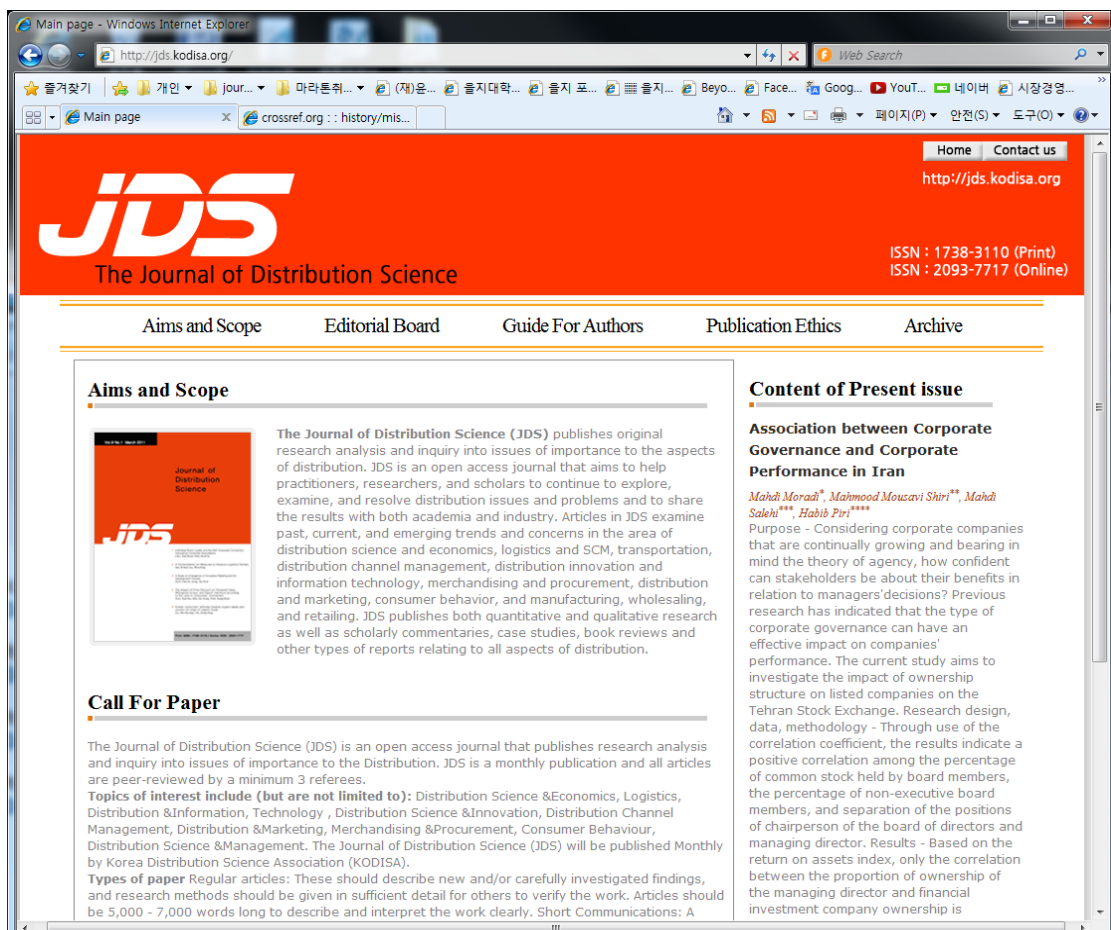 Main page - Windows Internet Explorer
http://jds.kodisa.org/
Web Search
즐겨찾기 개인 jour... 마라톤취... (재)윤... 을지대학... 을지 포... 을지... Beyo... Face... Goog... YouT... 네이버 시장경영...
Main page crossref.org : : history/mis... 페이지(P) 안전(S) 도구(O)
Home Contact us
http://jds.kodisa.org
JDS
The Journal of Distribution Science
ISSN : 1738-3110 (Print)
ISSN : 2093-7717 (Online)
Aims and Scope Editorial Board Guide For Authors Publication Ethics Archive
Aims and Scope
Journal of
Distribution
Science
JDS
The Journal of Distribution Science (JDS) publishes original
research analysis and inquiry into issues of importance to the aspects
of distribution. JDS is an open access journal that aims to help
practitioners, researchers, and scholars to continue to explore,
examine, and resolve distribution issues and problems and to share
the results with both academia and industry. Articles in JDS examine
past, current, and emerging trends and concerns in the area of
distribution science and economics, logistics and SCM, transportation,
distribution channel management, distribution innovation and
information technology, merchandising and procurement, distribution
and marketing, consumer behavior, and manufacturing, wholesaling,
and retailing. JDS publishes both quantitative and qualitative research
as well as scholarly commentaries, case studies, book reviews and
other types of reports relating to all aspects of distribution.
Call For Paper
The Journal of Distribution Science (JDS) is an open access journal that publishes research analysis
and inquiry into issues of importance to the Distribution. JDS is a monthly publication and all articles
are peer-reviewed by a minimum 3 referees.
Topics of interest include (but are not limited to): Distribution Science &Economics, Logistics,
Distribution &Information, Technology , Distribution Science &Innovation, Distribution Channel
Management, Distribution &Marketing, Merchandising &Procurement, Consumer Behaviour,
Distribution Science &Management. The Journal of Distribution Science (JDS) will be published Monthly
by Korea Distribution Science Association (KODISA).
Types of paper Regular articles: These should describe new and/or carefully investigated findings,
and research methods should be given in sufficient detail for others to verify the work. Articles should
be 5,000 - 7,000 words long to describe and interpret the work clearly. Short Communications: A
Content of Present issue
Association between Corporate
Governance and Corporate
Performance in Iran
Mahdi Moradi*, Mahmood Mousavi Shiri**, Mahdi
Salehi***, Habib Piri****
Purpose - Considering corporate companies
that are continually growing and bearing in
mind the theory of agency, how confident
can stakeholders be about their benefits in
relation to managers'decisions? Previous
research has indicated that the type of
corporate governance can have an
effective impact on companies'
performance. The current study aims to
investigate the impact of ownership
structure on listed companies on the
Tehran Stock Exchange. Research design,
data, methodology - Through use of the
correlation coefficient, the results indicate a
positive correlation among the percentage
of common stock held by board members,
the percentage of non-executive board
members, and separation of the positions
of chairperson of the board of directors and
managing director. Results - Based on the
return on assets index, only the correlation
between the proportion of ownership of
the managing director and financial
investment company ownership is